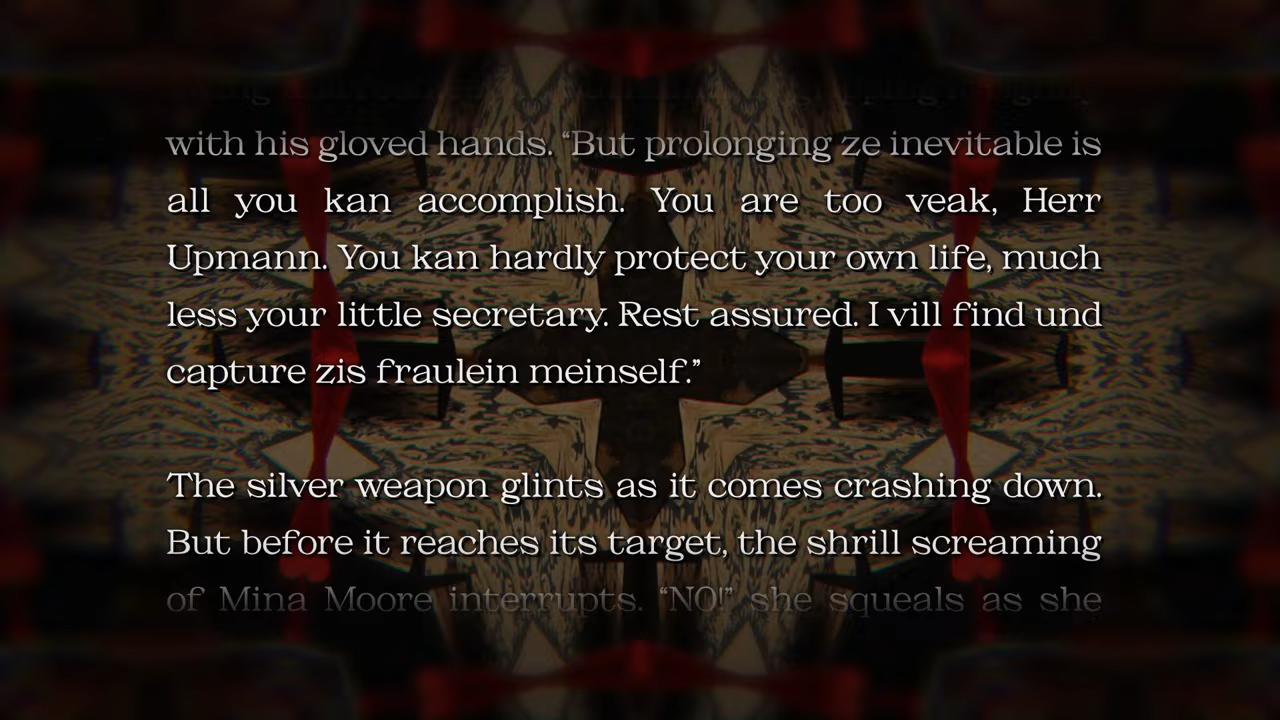 with his gloved hands. “But prolonging ze inevitable is
all you kan accomplish. You are too veak, Herr
Upmann. You kan hardly protect your own life, much
less your little secretary. Rest assured. I vill find und
capture zis fraulein meinself.”
The silver weapon glints as it comes crashing down.
But before it reaches its target, the shrill screaming
of Mina Moore interrupts. “NO!” she squeals as she